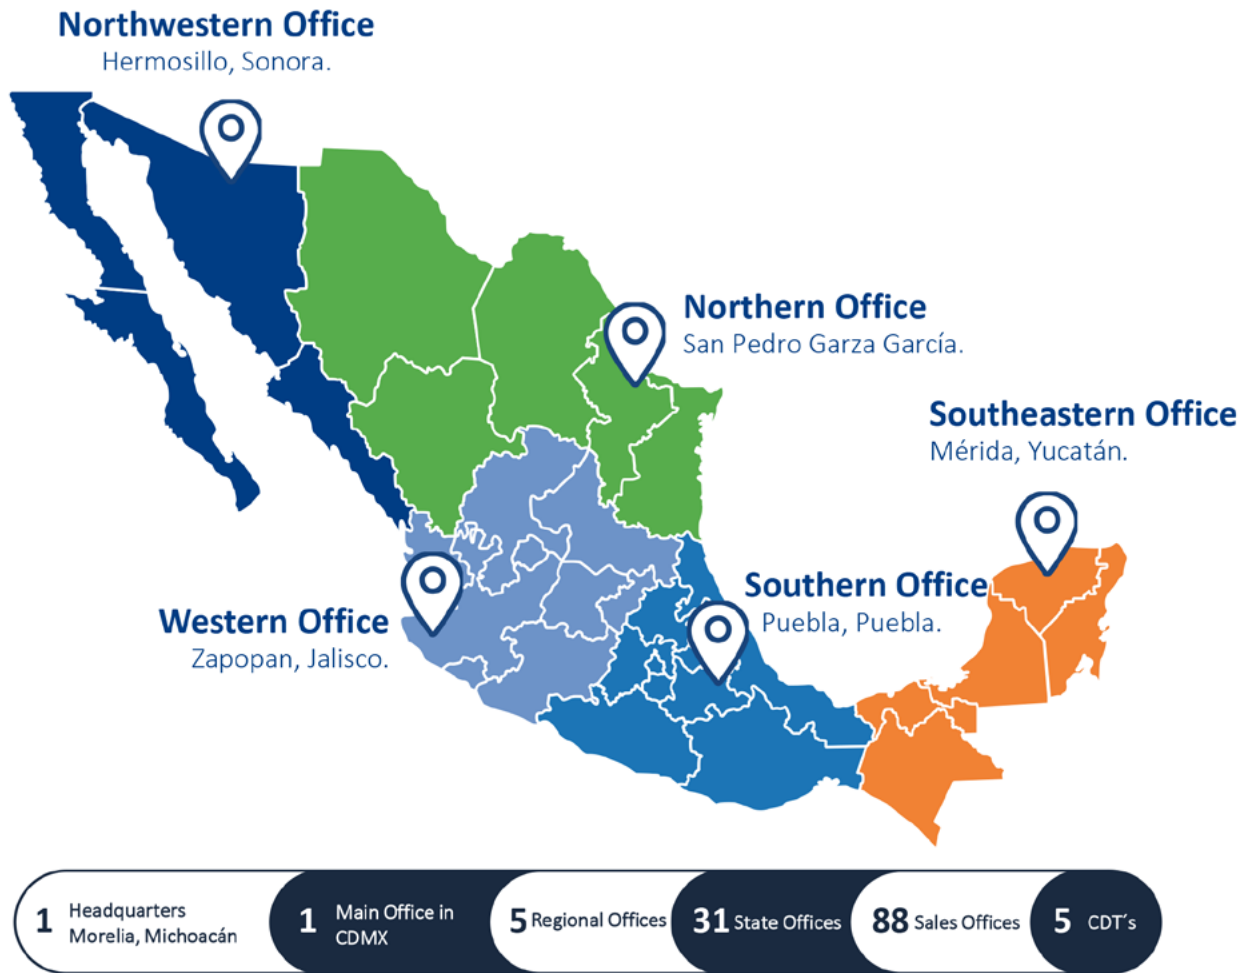 Northwestern Office
Hermosillo, Sonora.
Northern Office
San Pedro Garza García.
Southeastern Office
Mérida, Yucatán.
Southern Office
Puebla, Puebla.
Western Office
Zapopan, Jalisco.
1 Headquarters
Morelia, Michoacán
1 Main Office in
CDMX
5 Regional Offices
31 State Offices
88 Sales Offices
5 CDT´s